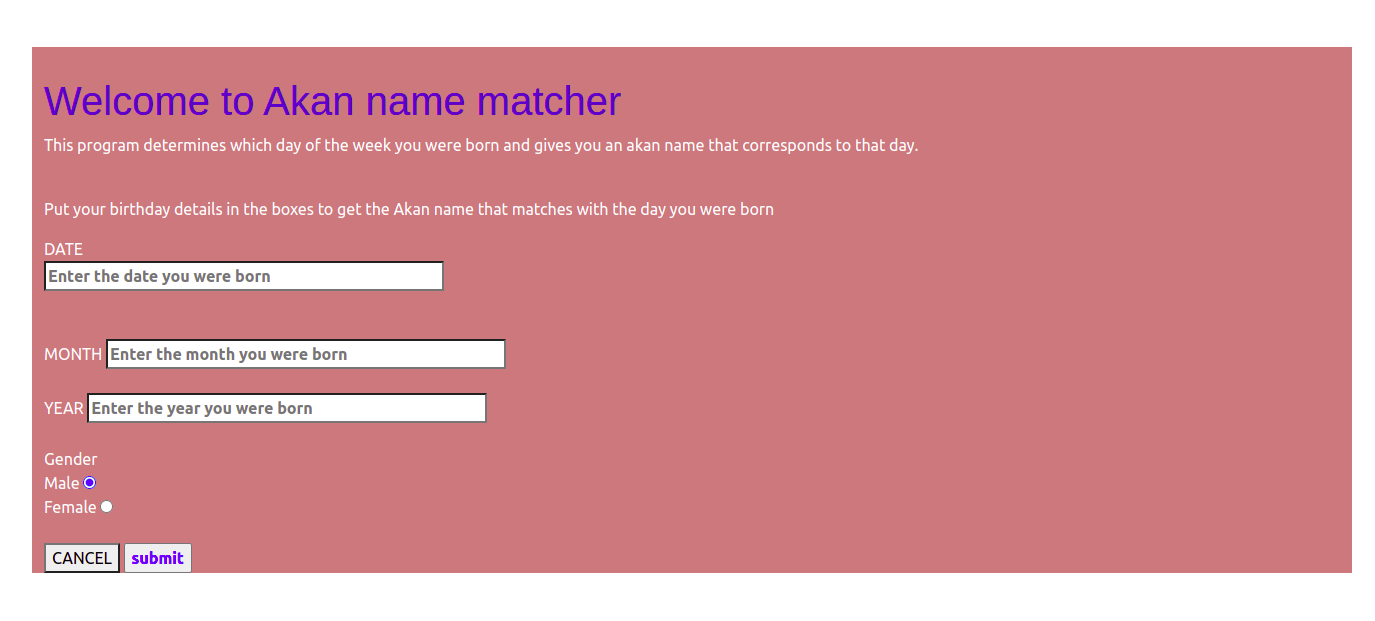 Welcome to Akan name matcher
This program determines which day of the week you were born and gives you an akan name that corresponds to that day.
Put your birthday details in the boxes to get the Akan name that matches with the day you were born
DATE
Enter the date you were born
MONTH Enter the month you were born
YEAR Enter the year you were born
Gender
Male
Female
CANCEL submit